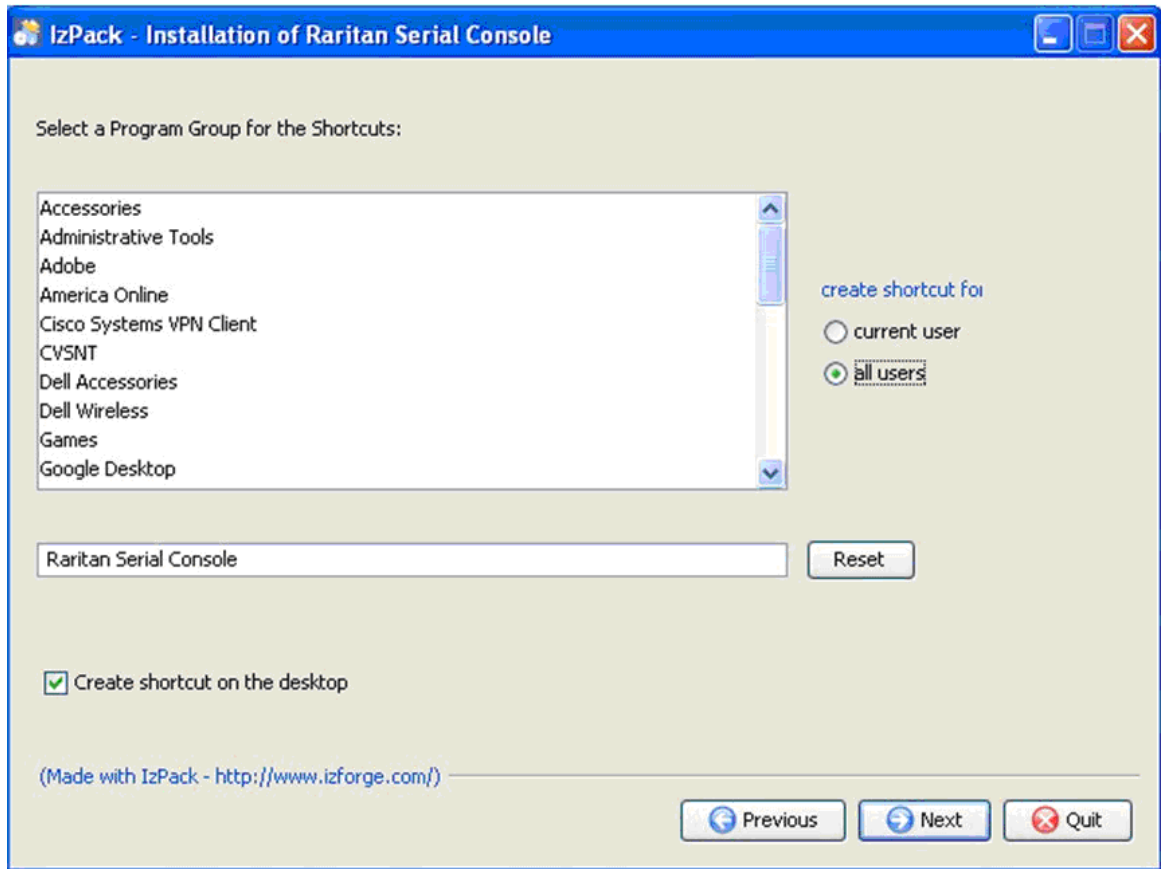 IzPack - Installation of Raritan Serial Console
Select a Program Group for the Shortcuts:
Accessories
Administrative Tools
Adobe
America Online
Cisco Systems VPN Client
CVSNT
Dell Accessories
Dell Wireless
Games
Google Desktop
create shortcut for
current user
all users
Raritan Serial Console
Reset
Create shortcut on the desktop
(Made with IzPack - http://www.izforge.com/)
Previous
Next
Quit